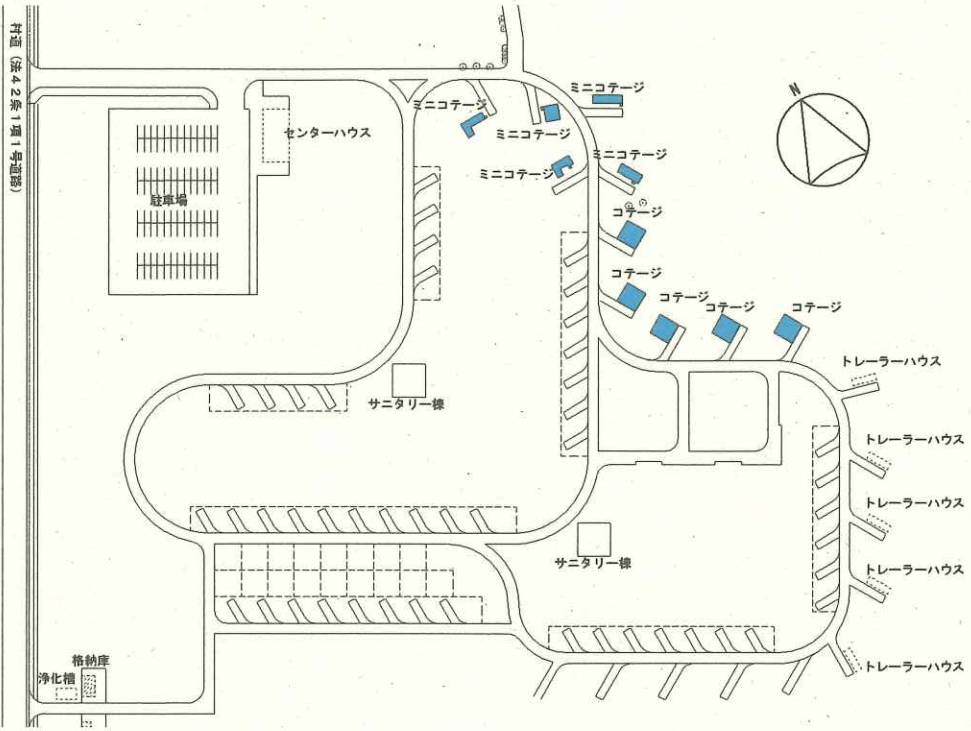 村道（法４２条１項１号道路）
N
ミニコテージ
ミニコテージ
センターハウス
ミニコテージ
ミニコテージ
ミニコテージ
駐車場
コテージ
コテージ
コテージ
コテージ
コテージ
トレーラーハウス
サニタリー棟
トレーラーハウス
トレーラーハウス
サニタリー棟
トレーラーハウス
格納庫
浄化槽
トレーラーハウス